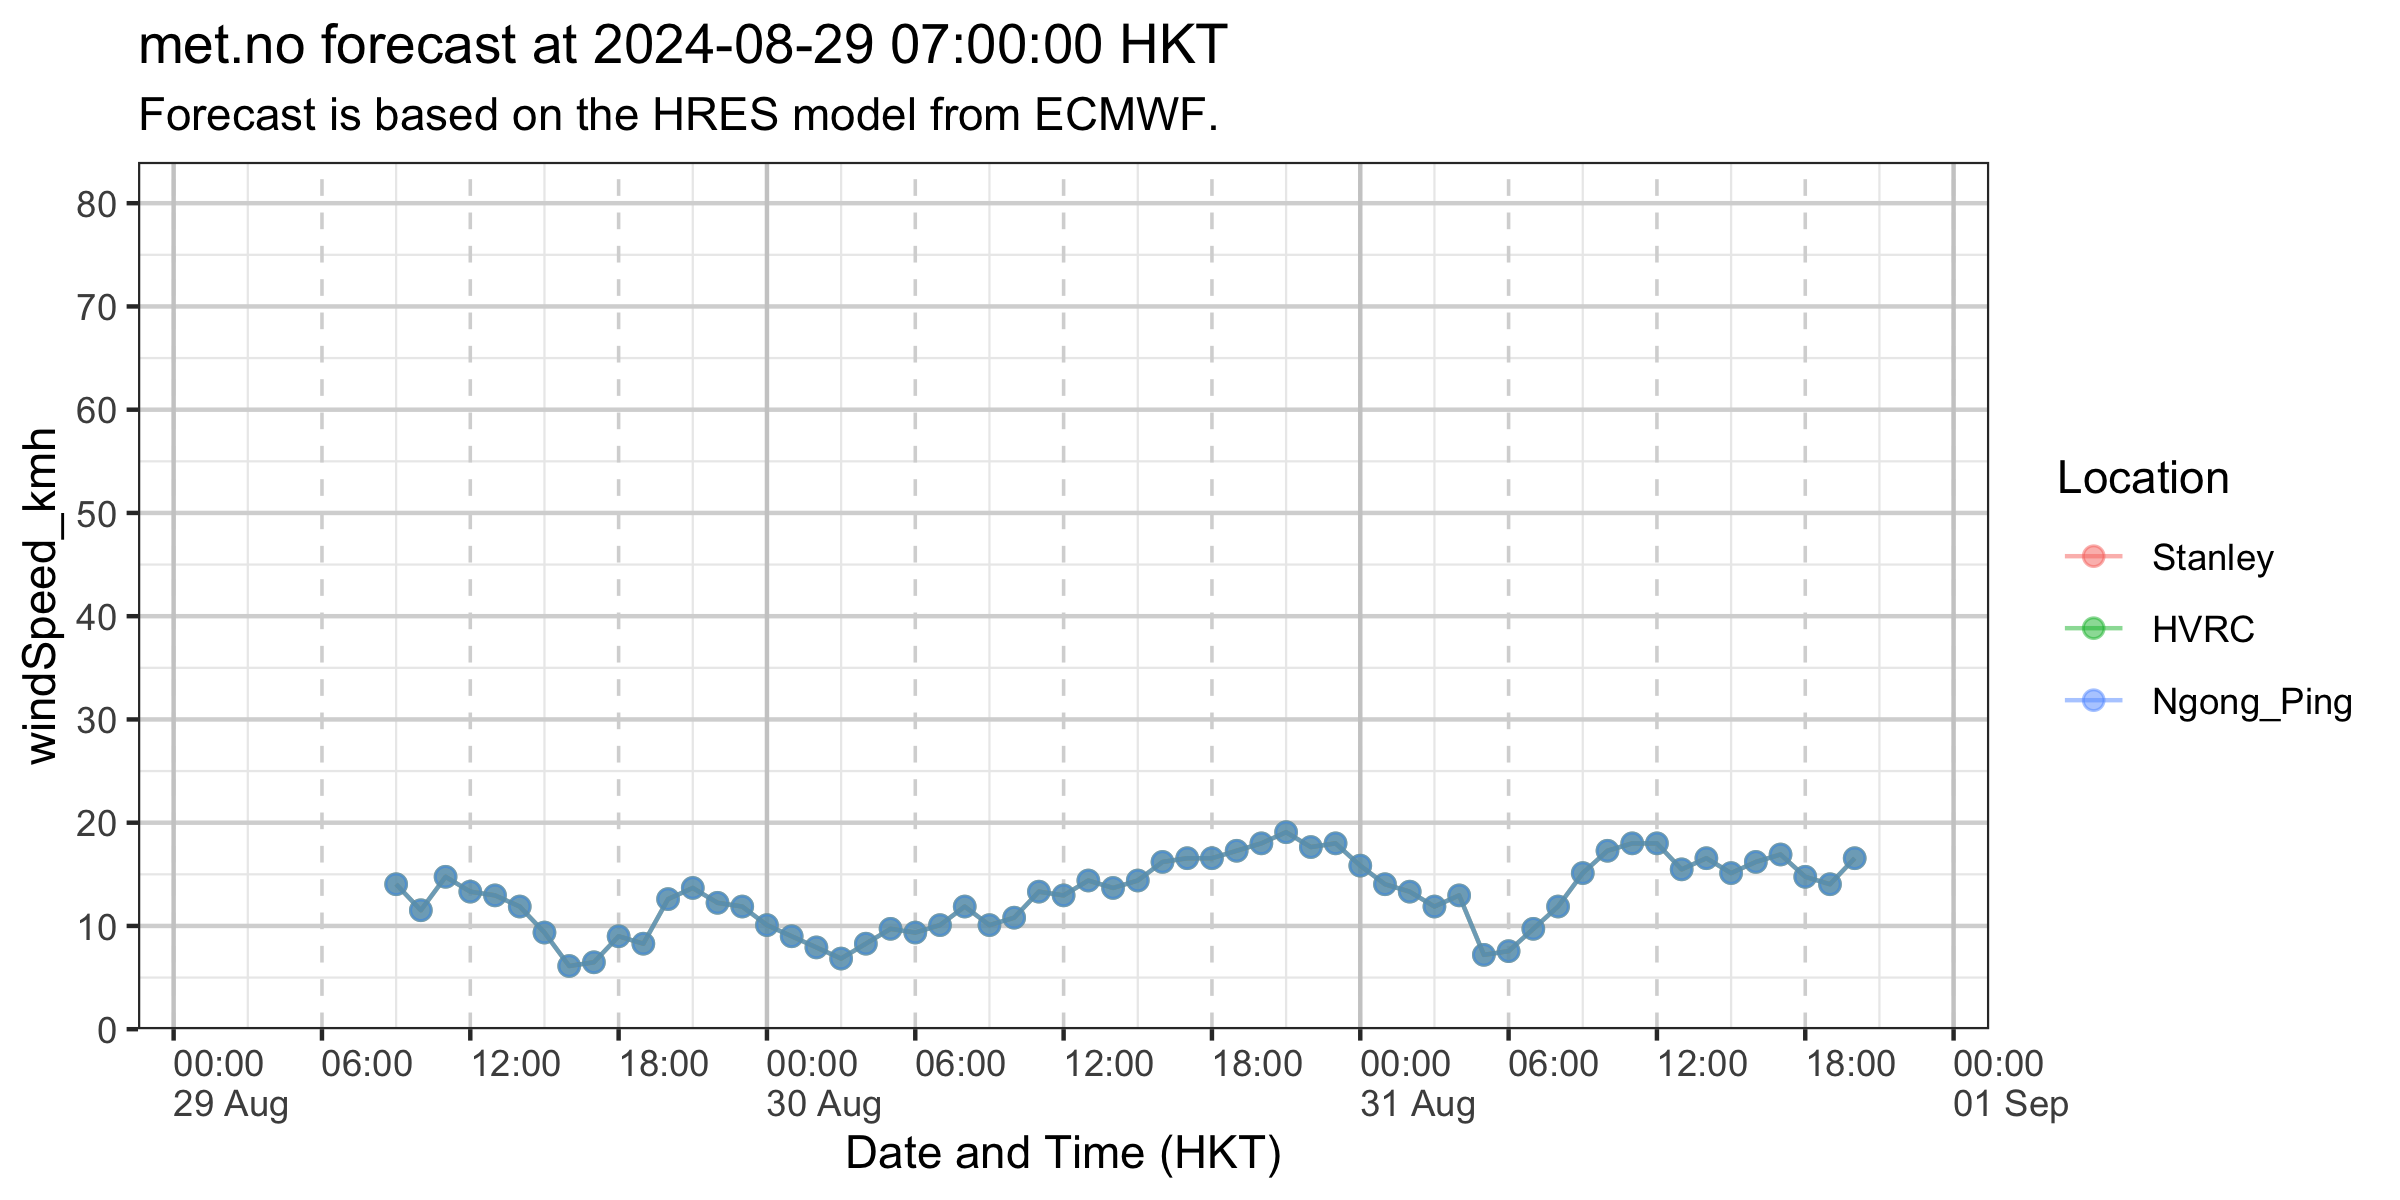 met.no forecast at 2024-08-29 07:00:00 HKT
Forecast is based on the HRES model from ECMWF.
windSpeed_kmh
80
70
60
50
40
30
20
10
0
00:00 06:00 12:00 18:00 00:00 06:00 12:00 18:00 00:00 06:00 12:00 18:00 00:00
29 Aug 30 Aug 31 Aug 01 Sep
Date and Time (HKT)
Location
Stanley
HVRC
Ngong_Ping